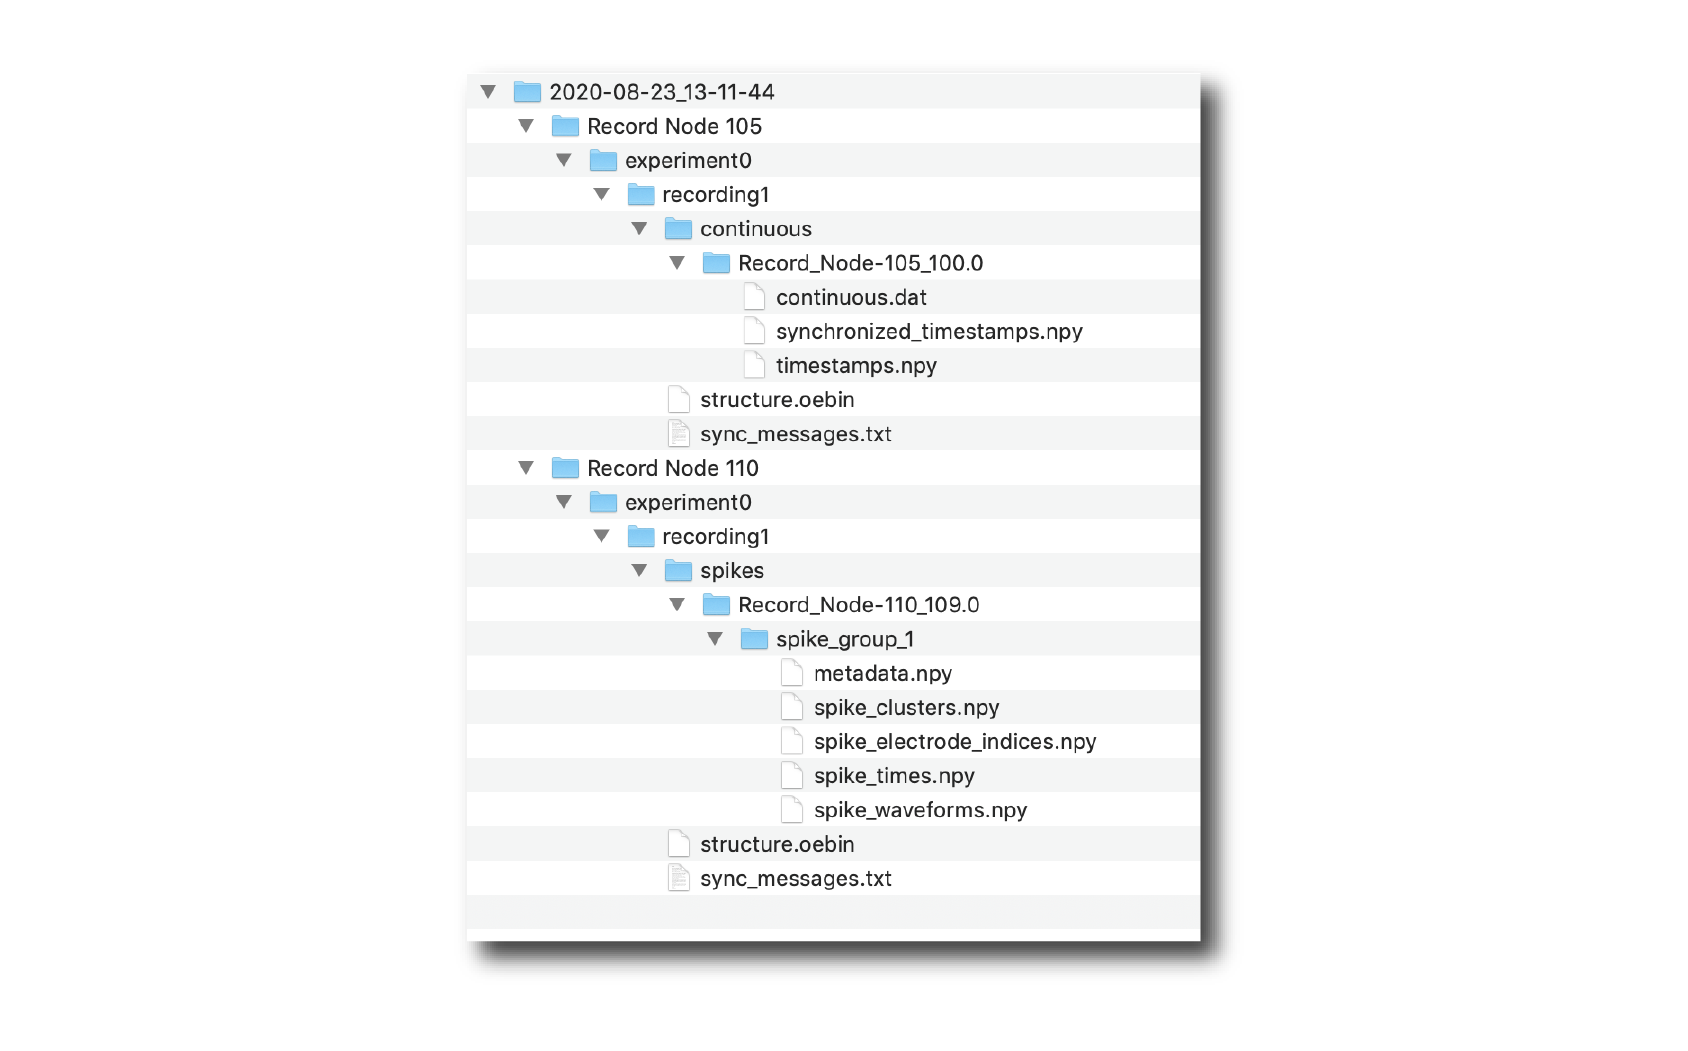 2020-08-23_13-11-44
Record Node 105
experiment0
recording1
continuous
Record_Node-105_100.0
continuous.dat
synchronized_timestamps.npy
timestamps.npy
structure.oebin
sync_messages.txt
Record Node 110
experiment0
recording1
spikes
Record_Node-110_109.0
spike_group_1
metadata.npy
spike_clusters.npy
spike_electrode_indices.npy
spike_times.npy
spike_waveforms.npy
structure.oebin
sync_messages.txt